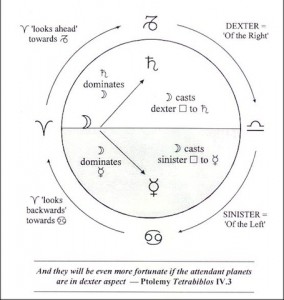 ♈ 'looks ahead'
towards ♑
♑
DEXTER =
'Of the Right'
♄
♄
dominates
☽
☽ casts
dexter □ to ♄
♈
☽
♎
☽
dominates
☿
☽ casts
sinister □ to ☿
☿
♈ 'looks
backwards'
towards ♋
♋
SINISTER =
'Of the Left'
And they will be even more fortunate if the attendant planets
are in dexter aspect — Ptolemy Tetrabiblos IV.3